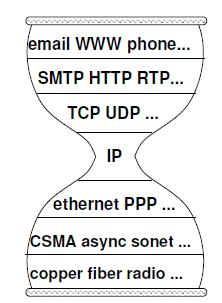 email WWW phone...
SMTP HTTP RTP...
TCP UDP ...
IP
ethernet PPP ...
CSMA async sonet ...
copper fiber radio ...